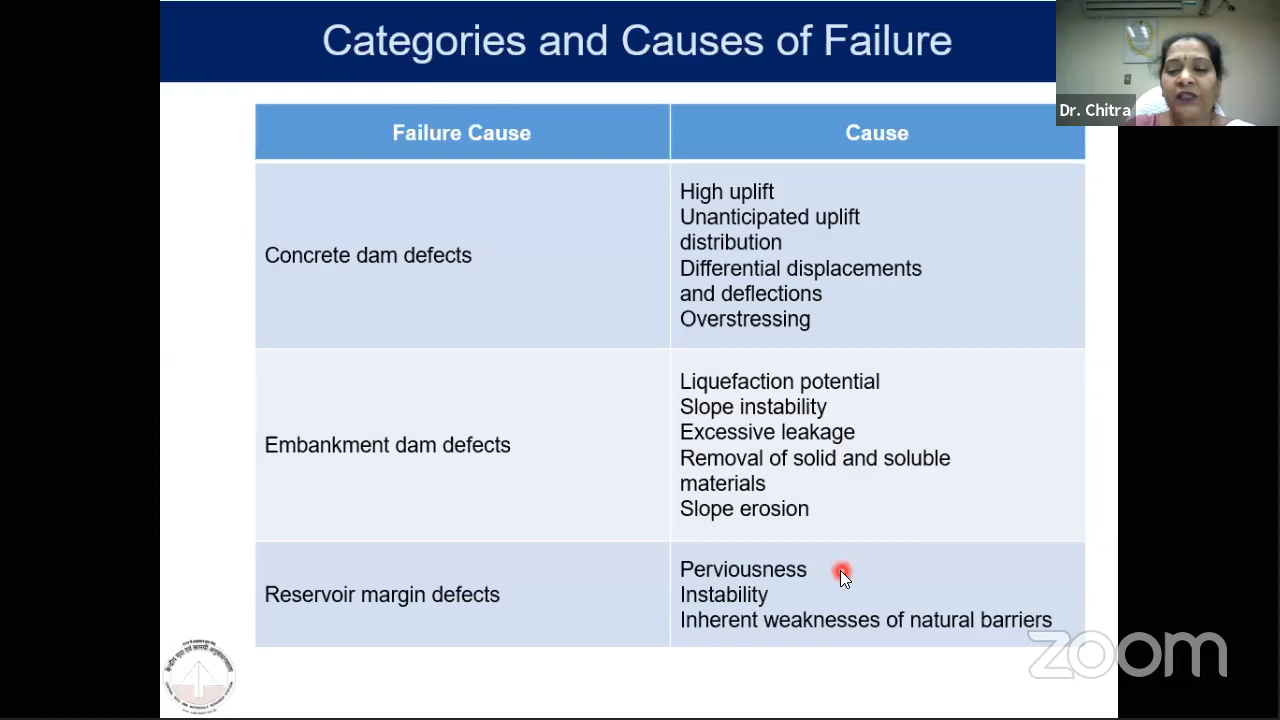 Categories and Causes of Failure
Dr. Chitra
Failure Cause
Cause
Concrete dam defects
High uplift
Unanticipated uplift
distribution
Differential displacements
and deflections
Overstressing
Embankment dam defects
Liquefaction potential
Slope instability
Excessive leakage
Removal of solid and soluble
materials
Slope erosion
Reservoir margin defects
Perviousness
Instability
Inherent weaknesses of natural barriers
zoom